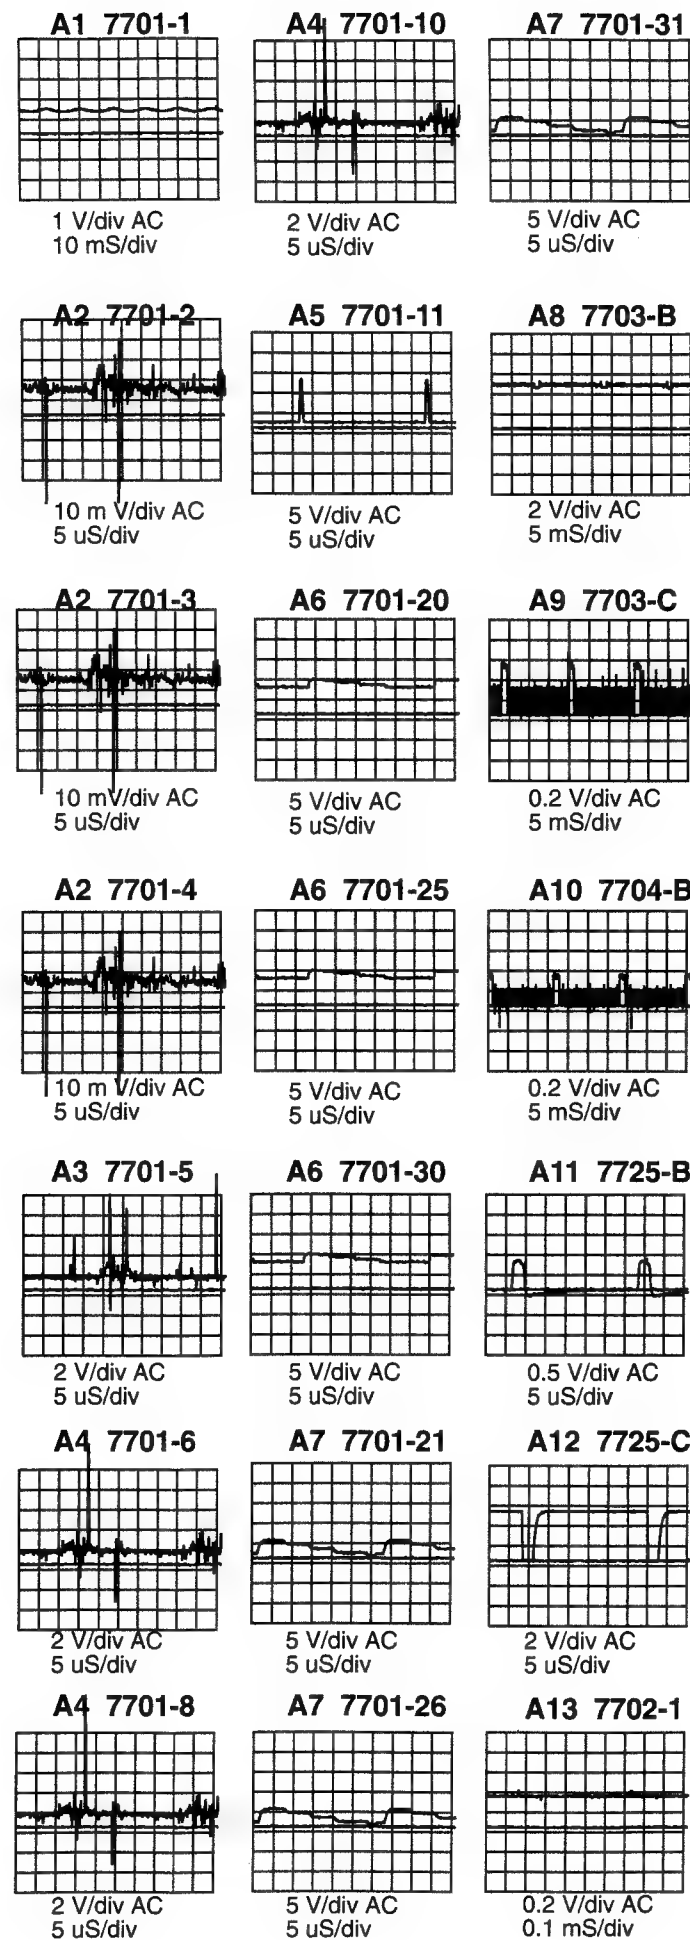 A1 7701-1
1 V/div AC
10 mS/div
A2 7701-2
10 m V/div AC
5 uS/div
A2 7701-3
10 mV/div AC
5 uS/div
A2 7701-4
10 m V/div AC
5 uS/div
A3 7701-5
2 V/div AC
5 uS/div
A4 7701-6
2 V/div AC
5 uS/div
A4 7701-8
2 V/div AC
5 uS/div
A4 7701-10
2 V/div AC
5 uS/div
A5 7701-11
5 V/div AC
5 uS/div
A6 7701-20
5 V/div AC
5 uS/div
A6 7701-25
5 V/div AC
5 uS/div
A6 7701-30
5 V/div AC
5 uS/div
A7 7701-21
5 V/div AC
5 uS/div
A7 7701-26
5 V/div AC
5 uS/div
A7 7701-31
5 V/div AC
5 uS/div
A8 7703-B
2 V/div AC
5 mS/div
A9 7703-C
0.2 V/div AC
5 mS/div
A10 7704-B
0.2 V/div AC
5 mS/div
A11 7725-B
0.5 V/div AC
5 uS/div
A12 7725-C
2 V/div AC
5 uS/div
A13 7702-1
0.2 V/div AC
0.1 mS/div